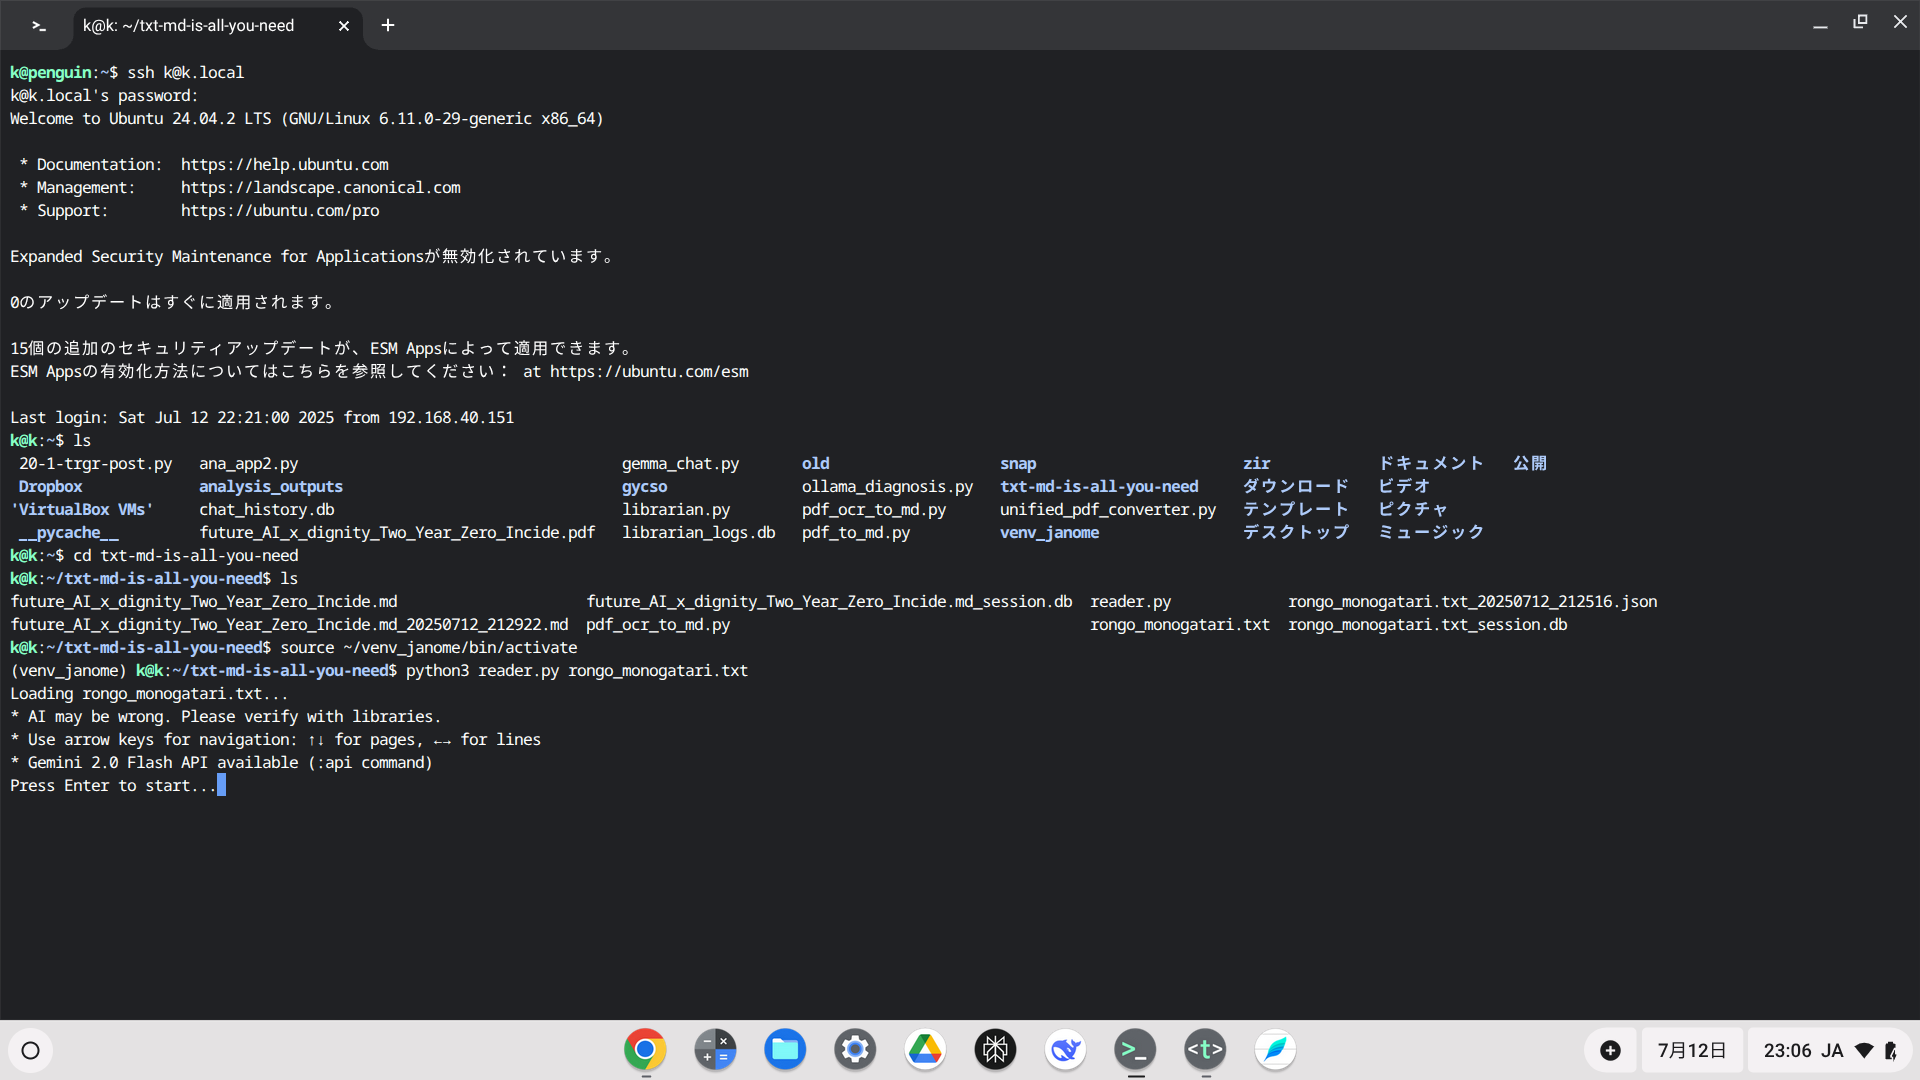 k@k: ~/txt-md-is-all-you-need
k@penguin:~$ ssh k@k.local
k@k.local's password:
Welcome to Ubuntu 24.04.2 LTS (GNU/Linux 6.11.0-29-generic x86_64)
 * Documentation:  https://help.ubuntu.com
 * Management:     https://landscape.canonical.com
 * Support:        https://ubuntu.com/pro
Expanded Security Maintenance for Applicationsが無効化されています。
0のアップデートはすぐに適用されます。
15個の追加のセキュリティアップデートが、ESM Appsによって適用できます。
ESM Appsの有効化方法についてはこちらを参照してください： at https://ubuntu.com/esm
Last login: Sat Jul 12 22:21:00 2025 from 192.168.40.151
k@k:~$ ls
 20-1-trgr-post.py   ana_app2.py   gemma_chat.py   old   snap   zir   ドキュメント   公開
 Dropbox   analysis_outputs   gycso   ollama_diagnosis.py   txt-md-is-all-you-need   ダウンロード   ビデオ
'VirtualBox VMs'   chat_history.db   librarian.py   pdf_ocr_to_md.py   unified_pdf_converter.py   テンプレート   ピクチャ
 __pycache__   future_AI_x_dignity_Two_Year_Zero_Incide.pdf   librarian_logs.db   pdf_to_md.py   venv_janome   デスクトップ   ミュージック
k@k:~$ cd txt-md-is-all-you-need
k@k:~/txt-md-is-all-you-need$ ls
future_AI_x_dignity_Two_Year_Zero_Incide.md   future_AI_x_dignity_Two_Year_Zero_Incide.md_session.db  reader.py   rongo_monogatari.txt_20250712_212516.json
future_AI_x_dignity_Two_Year_Zero_Incide.md_20250712_212922.md  pdf_ocr_to_md.py   rongo_monogatari.txt  rongo_monogatari.txt_session.db
k@k:~/txt-md-is-all-you-need$ source ~/venv_janome/bin/activate
(venv_janome) k@k:~/txt-md-is-all-you-need$ python3 reader.py rongo_monogatari.txt
Loading rongo_monogatari.txt...
* AI may be wrong. Please verify with libraries.
* Use arrow keys for navigation: ↑↓ for pages, ←→ for lines
* Gemini 2.0 Flash API available (:api command)
Press Enter to start...
7月12日
23:06 JA